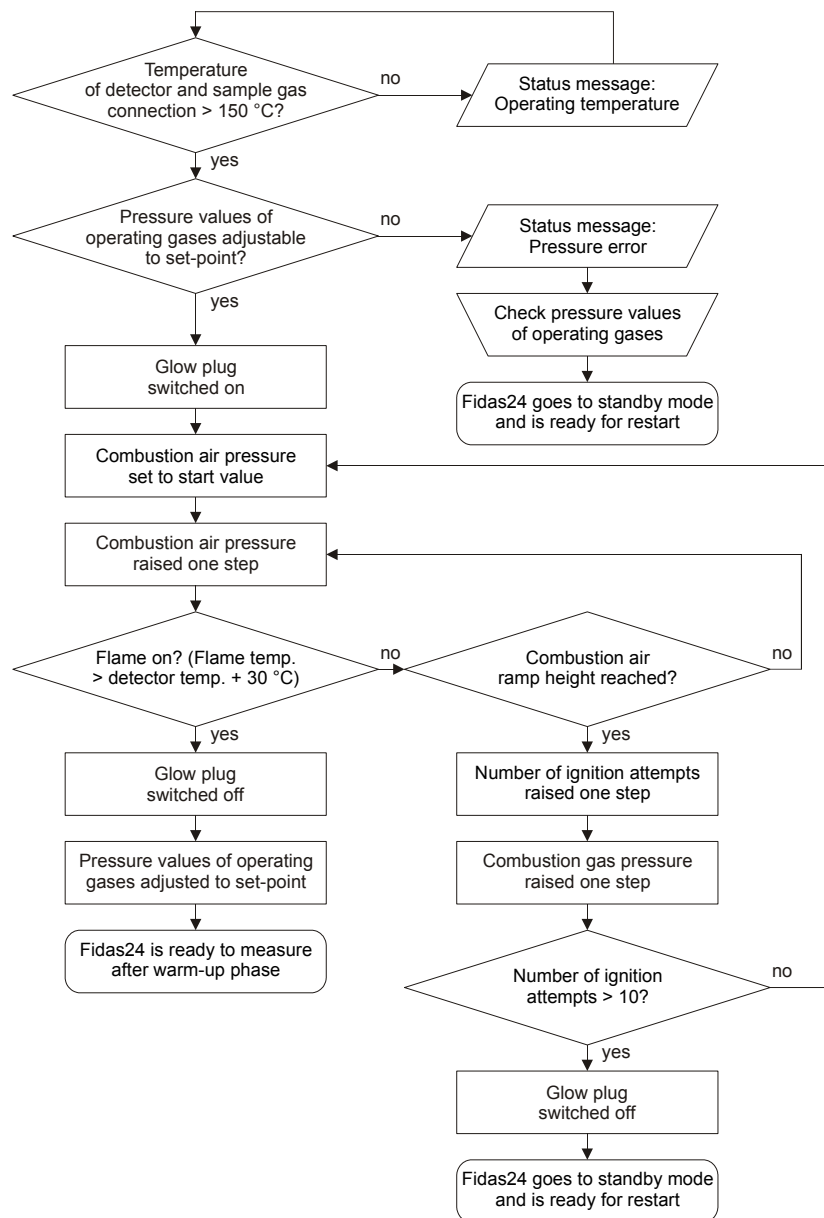 Temperature
of detector and sample gas
connection > 150 °C?
no
Status message:
Operating temperature
yes
Pressure values of
operating gases adjustable
to set-point?
no
Status message:
Pressure error
yes
Check pressure values
of operating gases
Glow plug
switched on
Fidas24 goes to standby mode
and is ready for restart
Combustion air pressure
set to start value
Combustion air pressure
raised one step
Flame on? (Flame temp.
> detector temp. + 30 °C)
no
Combustion air
ramp height reached?
no
yes
yes
Glow plug
switched off
Number of ignition attempts
raised one step
Pressure values of operating
gases adjusted to set-point
Combustion gas pressure
raised one step
Fidas24 is ready to measure
after warm-up phase
Number of ignition
attempts > 10?
no
yes
Glow plug
switched off
Fidas24 goes to standby mode
and is ready for restart